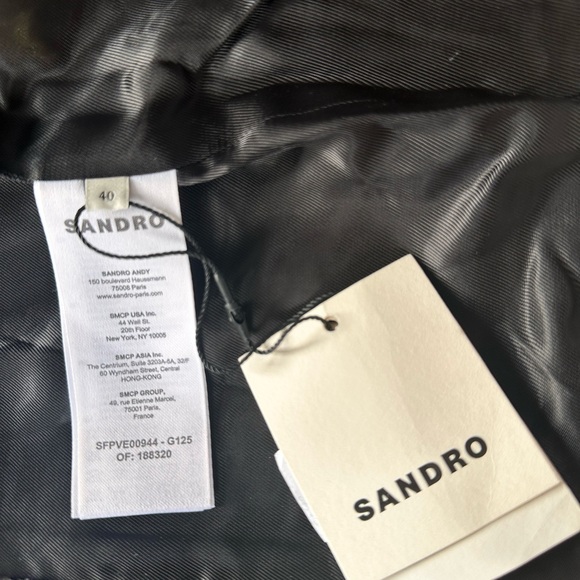 40
SANDRO
SANDRO ANDY
150 boulevard Haussmann
75008 Paris
www.sandro-paris.com
SMCP USA Inc.
44 Wall St.
20th Floor
New York, NY 10005
SMCP ASIA Inc.
The Centrium, Suite 3203A-5A, 32/F
60 Wyndham Street, Central
HONG-KONG
SMCP GROUP,
49, rue Etienne Marcel,
75001 Paris,
France
SFPVE00944 - G125
OF: 188320
SANDRO